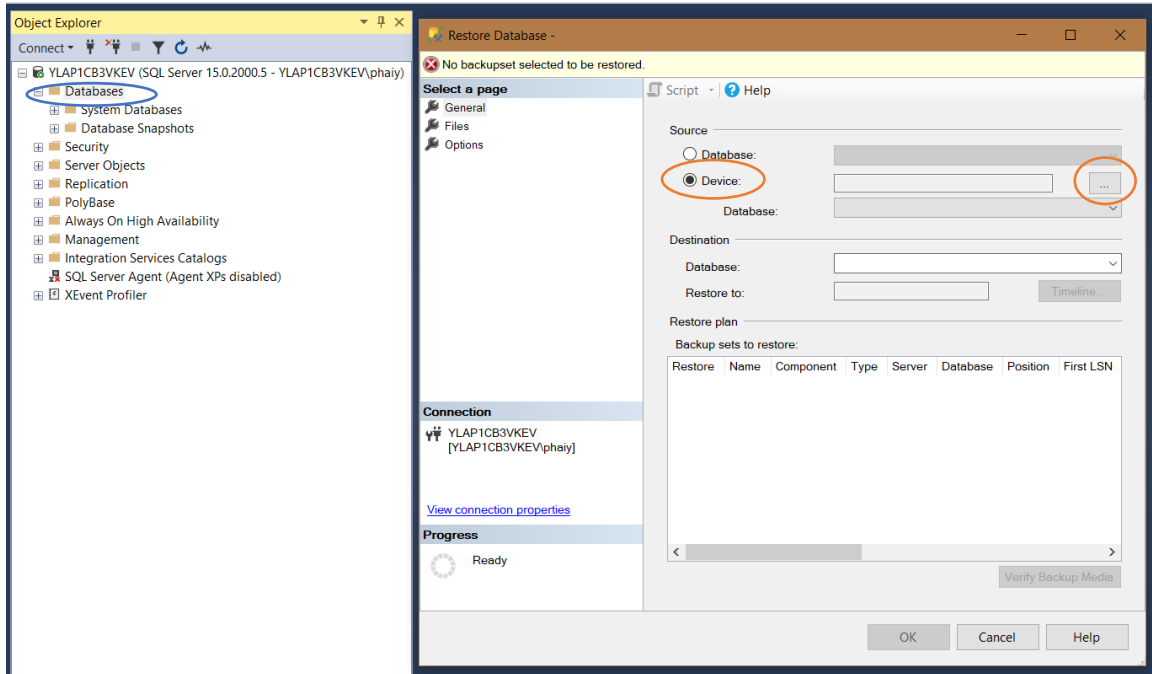 Object Explorer
Connect
YLAP1CB3VKEV (SQL Server 15.0.2000.5 - YLAP1CB3VKEV\phaiy)
Databases
System Databases
Database Snapshots
Security
Server Objects
Replication
PolyBase
Always On High Availability
Management
Integration Services Catalogs
SQL Server Agent (Agent XPs disabled)
XEvent Profiler
Restore Database -
No backupset selected to be restored.
Select a page
General
Files
Options
Connection
YLAP1CB3VKEV
[YLAP1CB3VKEV\phaiy]
View connection properties
Progress
Ready
Script Help
Source
Database:
Device: ...
Database:
Destination
Database:
Restore to: Timeline...
Restore plan
Backup sets to restore:
Restore Name Component Type Server Database Position First LSN
Verify Backup Media
OK Cancel Help